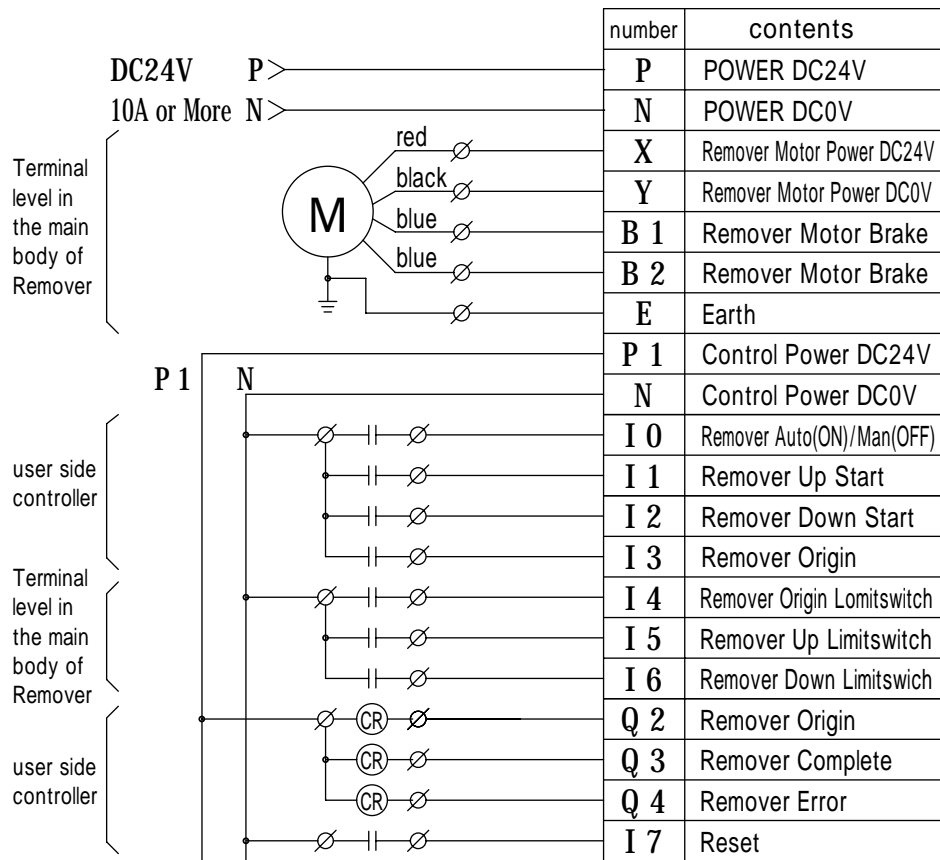 number contents
DC24V P P POWER DC24V
10A or More N N POWER DC0V
Terminal
level in
the main
body of
Remover
M
red X Remover Motor Power DC24V
black Y Remover Motor Power DC0V
blue B 1 Remover Motor Brake
blue B 2 Remover Motor Brake
E Earth
P 1 Control Power DC24V
P 1 N
N Control Power DC0V
user side
controller
I 0 Remover Auto(ON)/Man(OFF)
I 1 Remover Up Start
I 2 Remover Down Start
I 3 Remover Origin
Terminal
level in
the main
body of
Remover
I 4 Remover Origin Lomitswitch
I 5 Remover Up Limitswitch
I 6 Remover Down Limitswich
user side
controller
CR Q 2 Remover Origin
CR Q 3 Remover Complete
CR Q 4 Remover Error
I 7 Reset